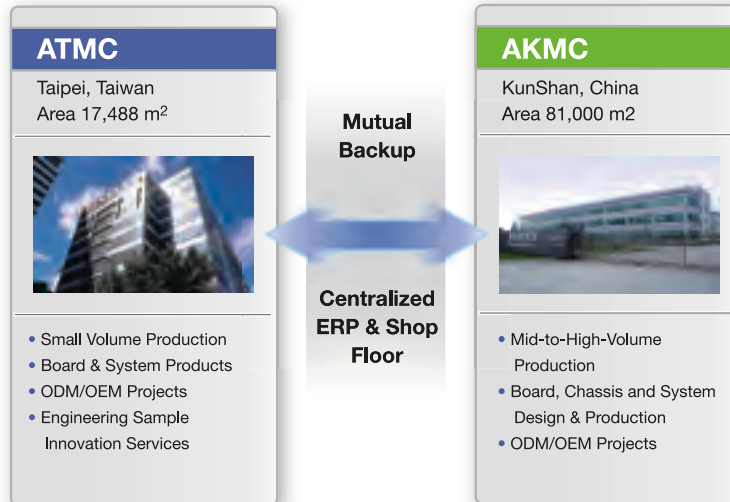 ATMC
Taipei, Taiwan
Area 17,488 m²
• Small Volume Production
• Board & System Products
• ODM/OEM Projects
• Engineering Sample
Innovation Services
Mutual
Backup
Centralized
ERP & Shop
Floor
AKMC
KunShan, China
Area 81,000 m2
• Mid-to-High-Volume
Production
• Board, Chassis and System
Design & Production
• ODM/OEM Projects